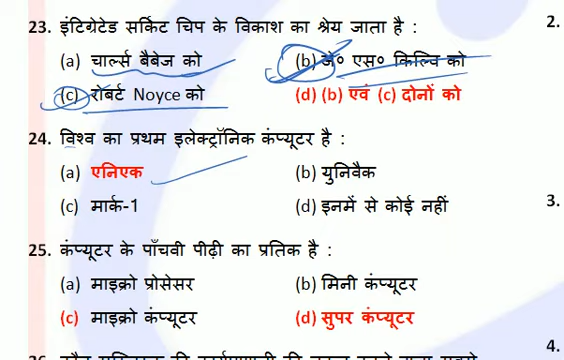 23. इंटिग्रेटेड सर्किट चिप के विकाश का श्रेय जाता है : 2.
(a) चार्ल्स बैबेज को (b) जे० एस० किल्वि को
(c) रोबर्ट Noyce को (d) (b) एवं (c) दोनों को
24. विश्व का प्रथम इलेक्ट्रॉनिक कंप्यूटर है :
(a) एनिएक (b) युनिवैक
(c) मार्क-1 (d) इनमें से कोई नहीं 3.
25. कंप्यूटर के पाँचवी पीढ़ी का प्रतिक है :
(a) माइक्रो प्रोसेसर (b) मिनी कंप्यूटर
(c) माइक्रो कंप्यूटर (d) सुपर कंप्यूटर
4.